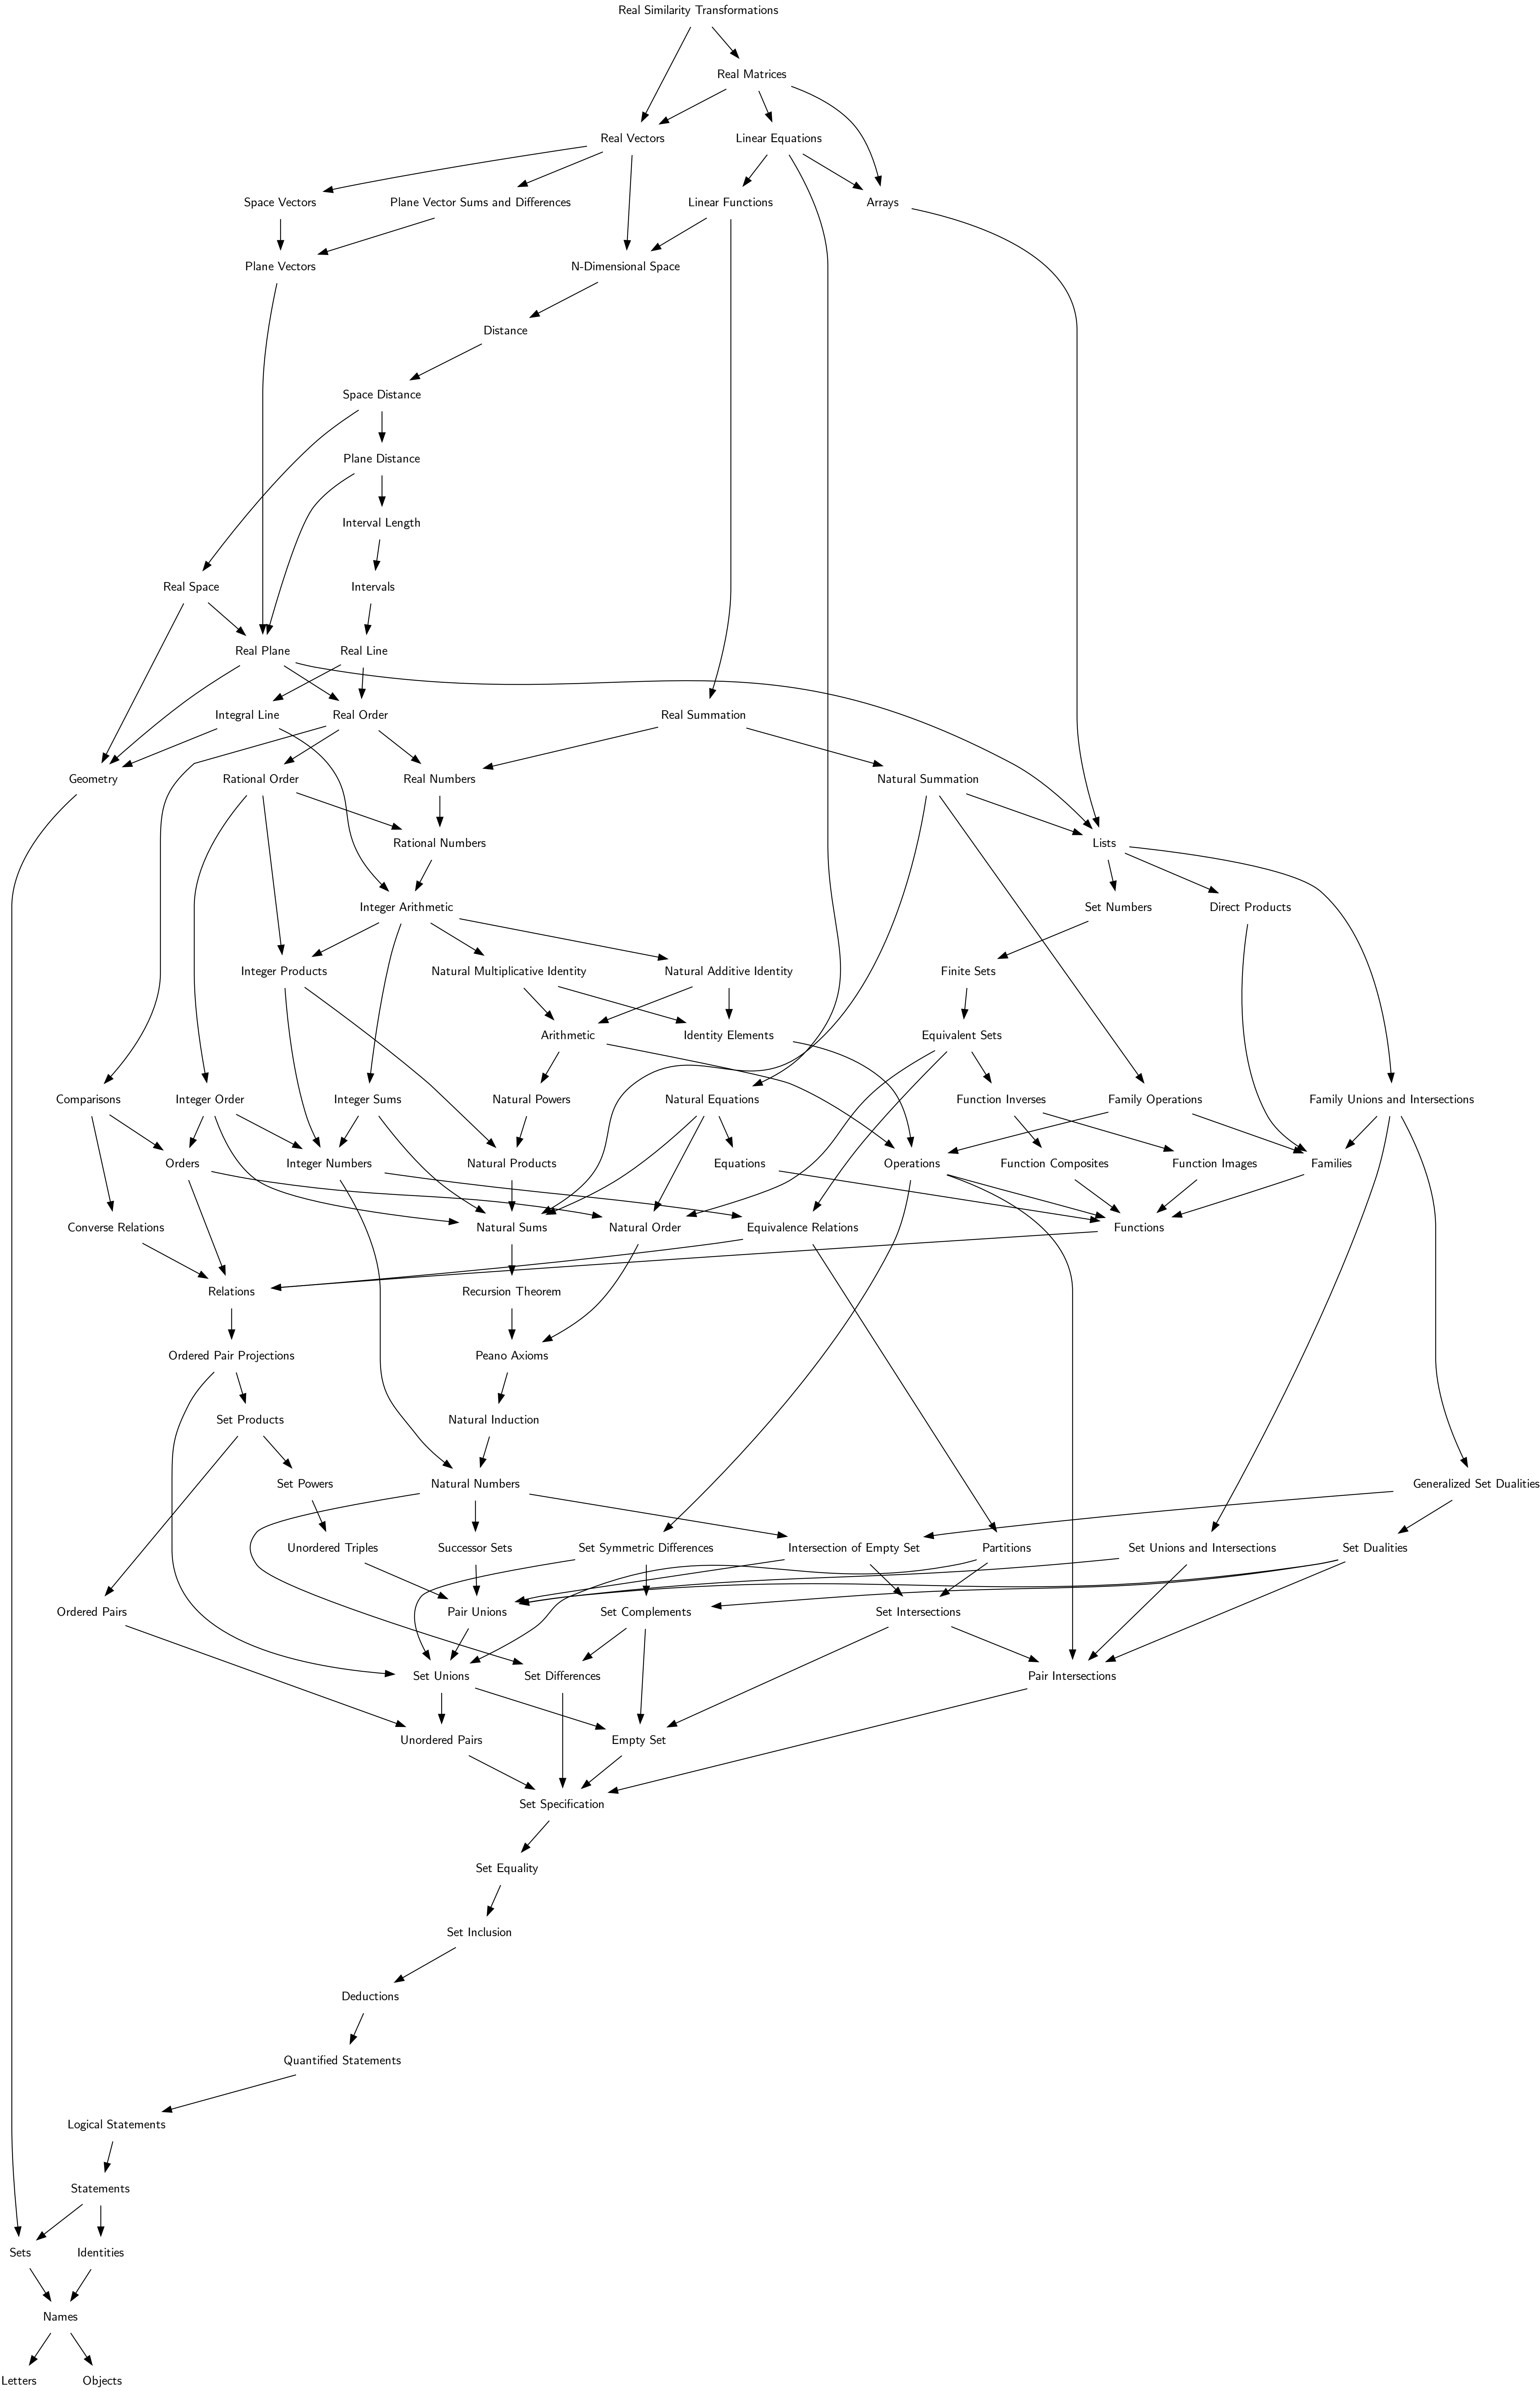 Real Similarity Transformations
Real Matrices
Real Vectors
Linear Equations
Space Vectors
Plane Vector Sums and Differences
Linear Functions
Arrays
Plane Vectors
N-Dimensional Space
Distance
Space Distance
Plane Distance
Interval Length
Real Space
Intervals
Real Plane
Real Line
Integral Line
Real Order
Real Summation
Geometry
Rational Order
Real Numbers
Natural Summation
Rational Numbers
Lists
Integer Arithmetic
Set Numbers
Direct Products
Integer Products
Natural Multiplicative Identity
Natural Additive Identity
Finite Sets
Arithmetic
Identity Elements
Equivalent Sets
Comparisons
Integer Order
Integer Sums
Natural Powers
Natural Equations
Function Inverses
Family Operations
Family Unions and Intersections
Orders
Integer Numbers
Natural Products
Equations
Operations
Function Composites
Function Images
Families
Converse Relations
Natural Sums
Natural Order
Equivalence Relations
Functions
Relations
Recursion Theorem
Ordered Pair Projections
Peano Axioms
Set Products
Natural Induction
Set Powers
Natural Numbers
Generalized Set Dualities
Unordered Triples
Successor Sets
Set Symmetric Differences
Intersection of Empty Set
Partitions
Set Unions and Intersections
Set Dualities
Ordered Pairs
Pair Unions
Set Complements
Set Intersections
Set Unions
Set Differences
Pair Intersections
Unordered Pairs
Empty Set
Set Specification
Set Equality
Set Inclusion
Deductions
Quantified Statements
Logical Statements
Statements
Sets
Identities
Names
Letters
Objects